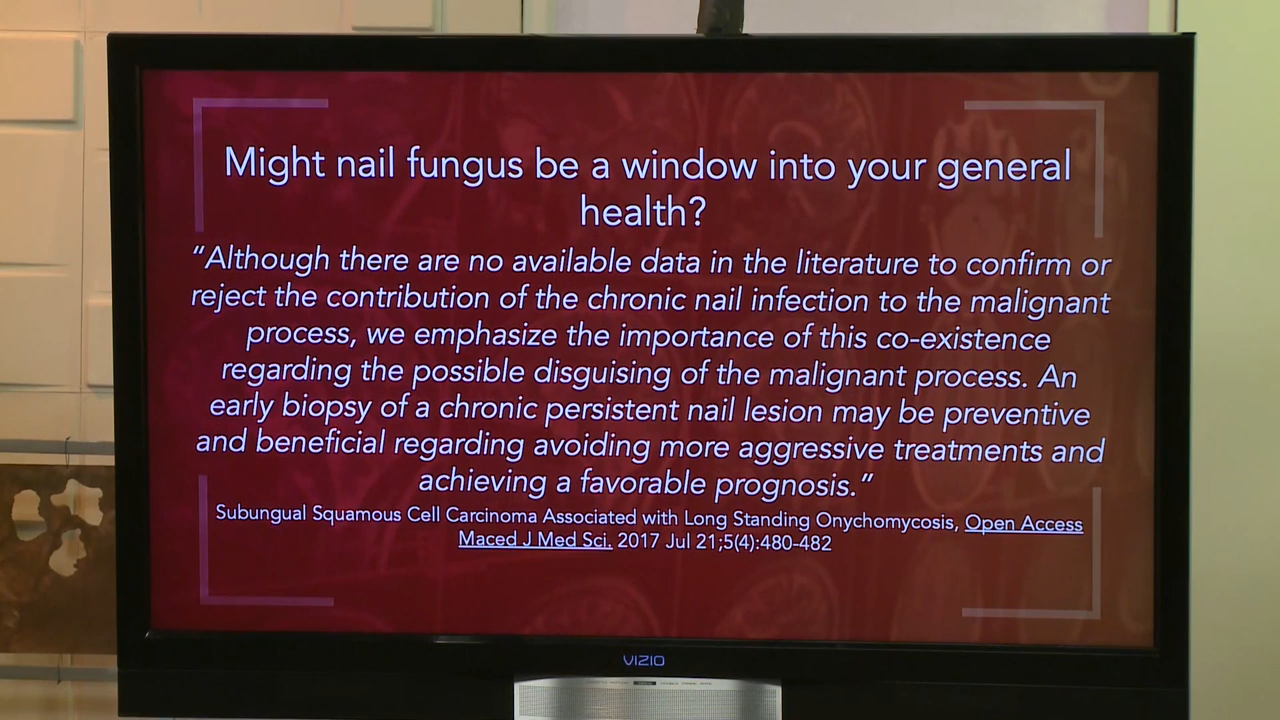 Might nail fungus be a window into your general
health?
“Although there are no available data in the literature to confirm or
reject the contribution of the chronic nail infection to the malignant
process, we emphasize the importance of this co-existence
regarding the possible disguising of the malignant process. An
early biopsy of a chronic persistent nail lesion may be preventive
and beneficial regarding avoiding more aggressive treatments and
achieving a favorable prognosis.”
Subungual Squamous Cell Carcinoma Associated with Long Standing Onychomycosis, Open Access
Maced J Med Sci. 2017 Jul 21;5(4):480-482
VIZIO